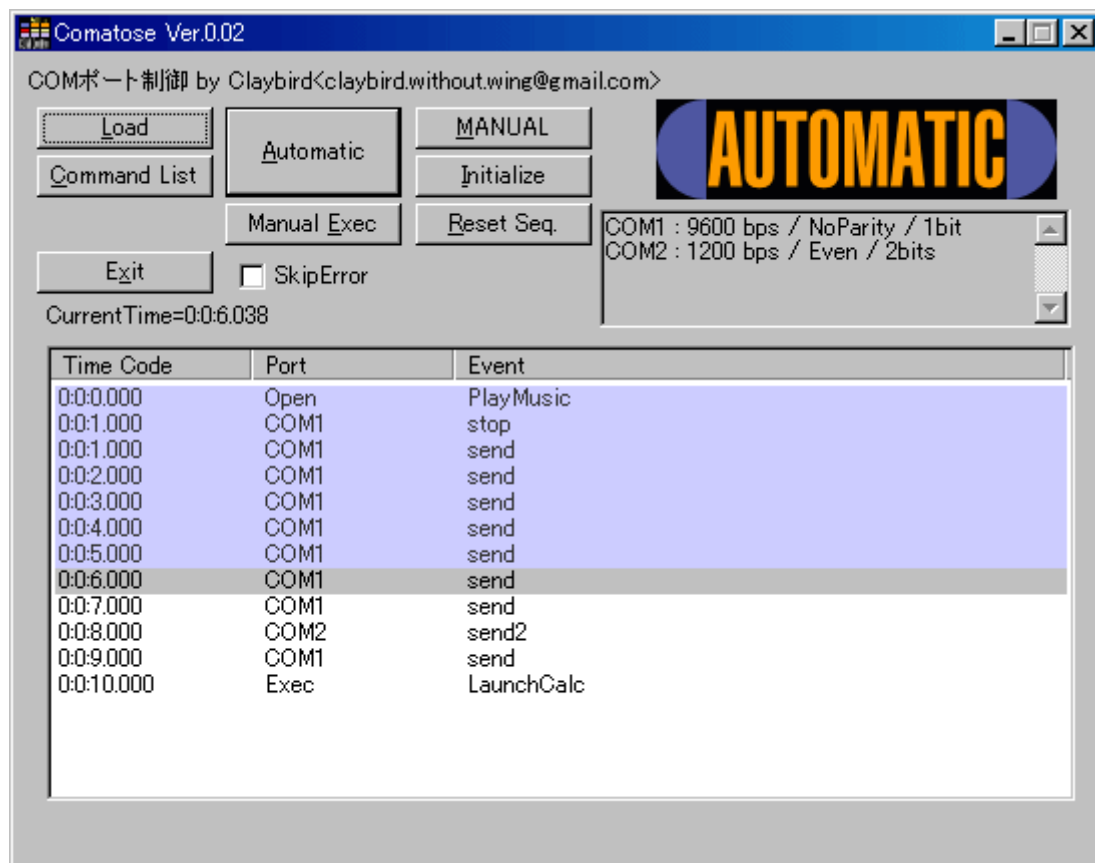 Comatose Ver.0.02
COMポート制御 by Claybird<claybird.without.wing@gmail.com>
Load
Automatic
MANUAL
AUTOMATIC
Command List
Initialize
Manual Exec
Reset Seq.
COM1 : 9600 bps / NoParity / 1bit
COM2 : 1200 bps / Even / 2bits
Exit
SkipError
CurrentTime=0:0:6.038
Time Code Port Event
0:0:0.000 Open PlayMusic
0:0:1.000 COM1 stop
0:0:1.000 COM1 send
0:0:2.000 COM1 send
0:0:3.000 COM1 send
0:0:4.000 COM1 send
0:0:5.000 COM1 send
0:0:6.000 COM1 send
0:0:7.000 COM1 send
0:0:8.000 COM2 send2
0:0:9.000 COM1 send
0:0:10.000 Exec LaunchCalc